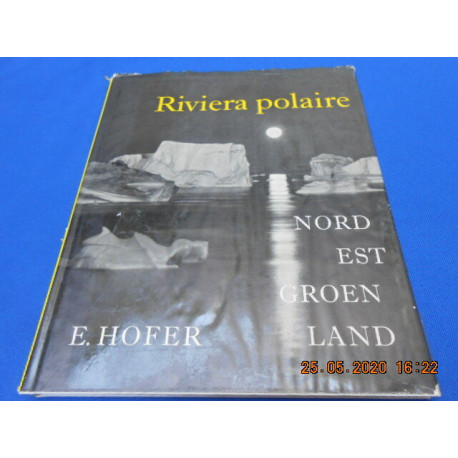 Riviera polaire
NORD
EST
GROEN
E. HOFER LAND
25.05.2020 16:22